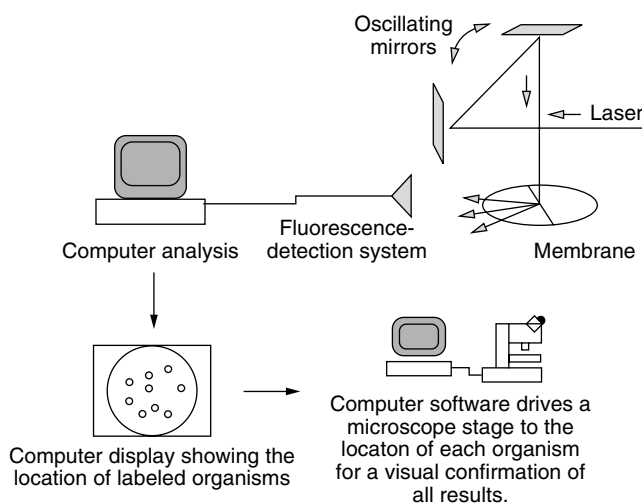 Oscillating
mirrors
Laser
Fluorescence-
detection system
Membrane
Computer analysis
Computer display showing the
location of labeled organisms
Computer software drives a
microscope stage to the
locaton of each organism
for a visual confirmation of
all results.